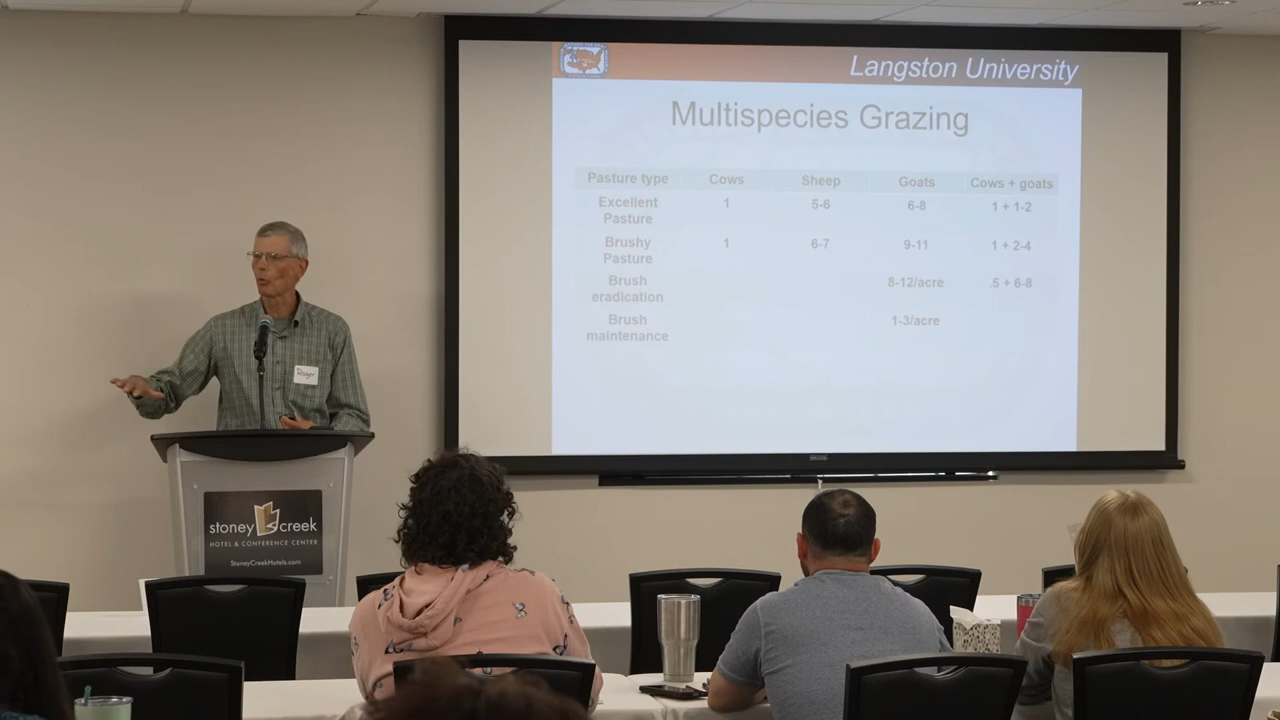 Langston University
Multispecies Grazing
Pasture type Cows Sheep Goats Cows + goats
Excellent Pasture 1 5-6 6-8 1 + 1-2
Brushy Pasture 1 6-7 9-11 1 + 2-4
Brush eradication 8-12/acre .5 + 6-8
Brush maintenance 1-3/acre
Roger
stoney creek
HOTEL & CONFERENCE CENTER
StoneyCreekHotels.com